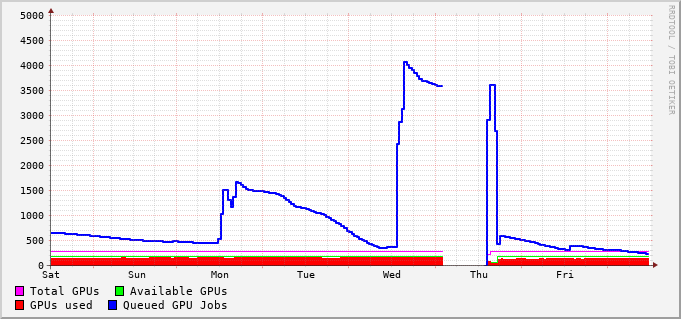 5000
4500
4000
3500
3000
2500
2000
1500
1000
500
0
Sat Sun Mon Tue Wed Thu Fri
Total GPUs Available GPUs
GPUs used Queued GPU Jobs
RRDTOOL / TOBI OETIKER